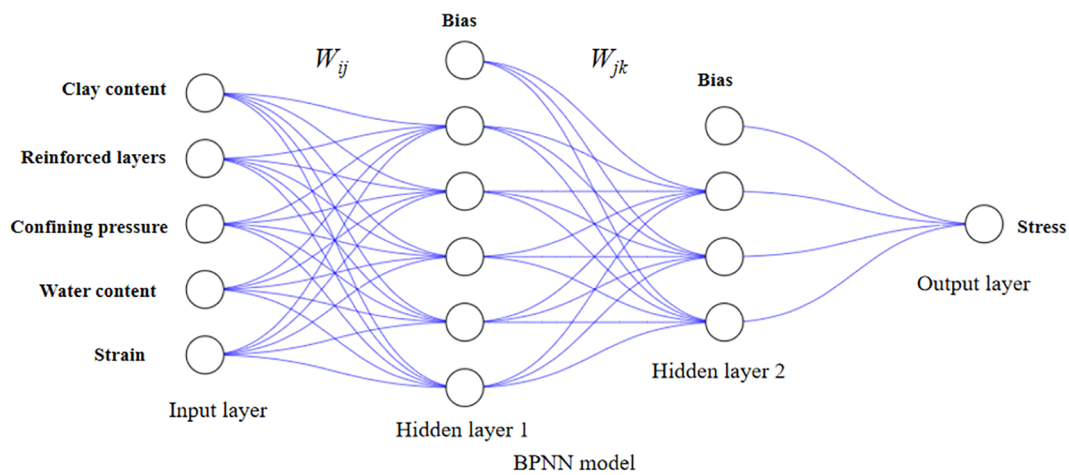 Bias
W_ij
W_jk
Bias
Clay content
Reinforced layers
Confining pressure
Water content
Strain
Stress
Input layer
Hidden layer 1
Hidden layer 2
Output layer
BPNN model